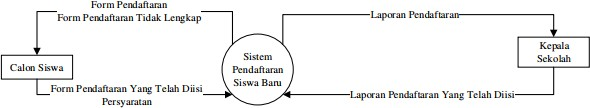 Form Pendaftaran
Form Pendaftaran Tidak Lengkap
Laporan Pendaftaran
Calon Siswa
Sistem
Pendaftaran
Siswa Baru
Kepala
Sekolah
Form Pendaftaran Yang Telah Diisi
Persyaratan
Laporan Pendaftaran Yang Telah Diisi